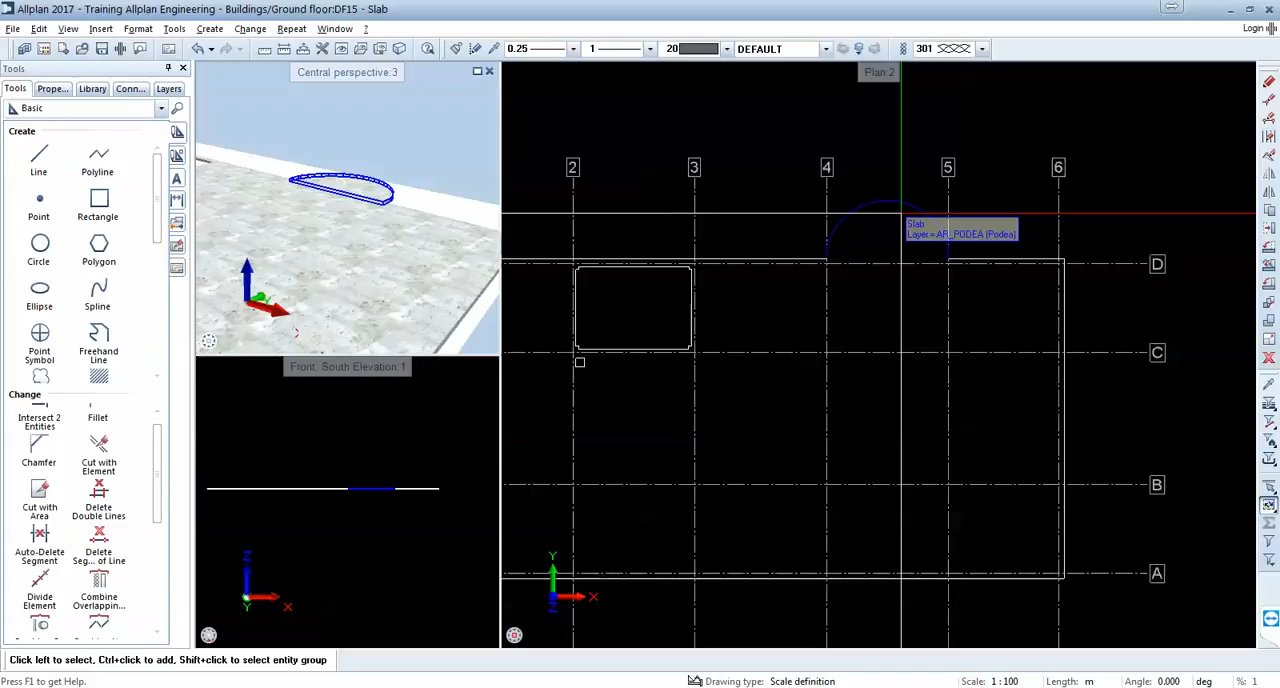 Allplan 2017 - Training Allplan Engineering - Buildings/Ground floor:DF15 - Slab
File Edit View Insert Format Tools Create Change Repeat Window ?
Login
0.25 1 20 DEFAULT 301
Tools
Tools Prope... Library Conn... Layers
Basic
Create
Line Polyline
Point Rectangle
Circle Polygon
Ellipse Spline
Point Symbol Freehand Line
Change
Intersect 2 Entities Fillet
Chamfer Cut with Element
Cut with Area Delete Double Lines
Auto-Delete Segment Delete Seg... of Line
Divide Element Combine Overlappin...
Central perspective:3
Front, South Elevation:1
Z
Y
X
Plan:2
2 3 4 5 6
Slab
Layer = AR_PODEA (Podea)
D
C
B
A
Y
X
Z
Click left to select, Ctrl+click to add, Shift+click to select entity group
Press F1 to get Help.
Drawing type: Scale definition Scale: 1 : 100 Length: m Angle: 0.000 deg %: 1